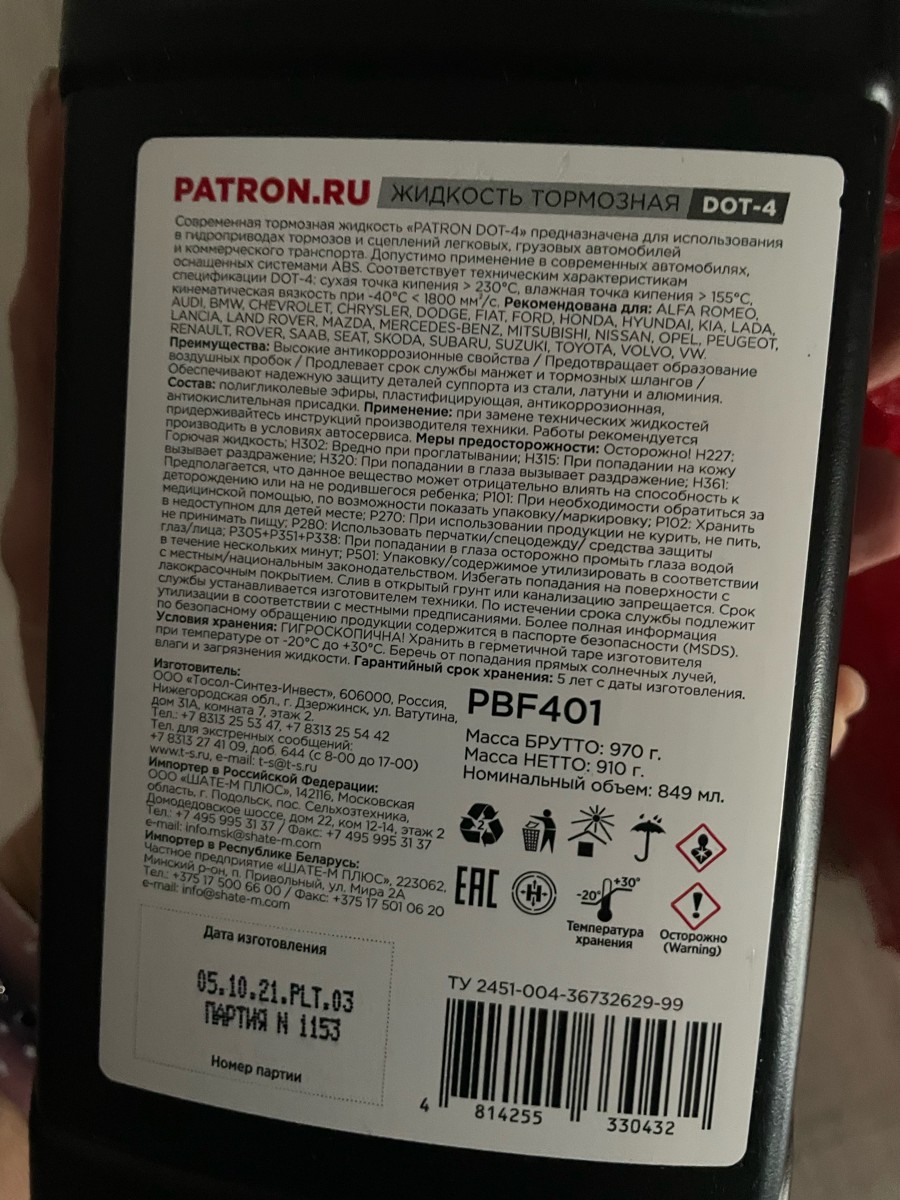 PATRON.RU ЖИДКОСТЬ ТОРМОЗНАЯ DOT-4
Современная тормозная жидкость «PATRON DOT-4» предназначена для использования
в гидроприводах тормозов и сцеплений легковых, грузовых автомобилей
и коммерческого транспорта. Допустимо применение в современных автомобилях,
оснащенных системами ABS. Соответствует техническим характеристикам
спецификации DOT-4: сухая точка кипения > 230°C, влажная точка кипения > 155°C,
кинематическая вязкость при -40°C < 1800 мм²/с. Рекомендована для: ALFA ROMEO,
AUDI, BMW, CHEVROLET, CHRYSLER, DODGE, FIAT, FORD, HONDA, HYUNDAI, KIA, LADA,
LANCIA, LAND ROVER, MAZDA, MERCEDES-BENZ, MITSUBISHI, NISSAN, OPEL, PEUGEOT,
RENAULT, ROVER, SAAB, SEAT, SKODA, SUBARU, SUZUKI, TOYOTA, VOLVO, VW.
Преимущества: Высокие антикоррозионные свойства / Предотвращает образование
воздушных пробок / Продлевает срок службы манжет и тормозных шлангов /
Обеспечивают надежную защиту деталей суппорта из стали, латуни и алюминия.
Состав: полигликолевые эфиры, пластифицирующая, антикоррозионная,
антиокислительная присадки. Применение: при замене технических жидкостей
придерживайтесь инструкций производителя техники. Работы рекомендуется
производить в условиях автосервиса. Меры предосторожности: Осторожно! H227:
Горючая жидкость; H302: Вредно при проглатывании; H315: При попадании на кожу
вызывает раздражение; H320: При попадании в глаза вызывает раздражение; H361:
Предполагается, что данное вещество может отрицательно влиять на способность к
деторождению или на не родившегося ребенка; P101: При необходимости обратиться за
медицинской помощью, по возможности показать упаковку/маркировку; P102: Хранить
в недоступном для детей месте; P270: При использовании продукции не курить, не пить,
не принимать пищу; P280: Использовать перчатки/спецодежду/ средства защиты
глаз/лица; P305+P351+P338: При попадании в глаза осторожно промыть глаза водой
в течение нескольких минут; P501: Упаковку/содержимое утилизировать в соответствии
с местным/национальным законодательством. Избегать попадания на поверхности с
лакокрасочным покрытием. Слив в открытый грунт или канализацию запрещается. Срок
службы устанавливается изготовителем техники. По истечении срока службы подлежит
утилизации в соответствии с местными предписаниями. Более полная информация
по безопасному обращению продукции содержится в паспорте безопасности (MSDS).
Условия хранения: ГИГРОСКОПИЧНА! Хранить в герметичной таре изготовителя
при температуре от -20°C до +30°C. Беречь от попадания прямых солнечных лучей,
влаги и загрязнения жидкости. Гарантийный срок хранения: 5 лет с даты изготовления.
Изготовитель:
ООО «Тосол-Синтез-Инвест», 606000, Россия,
Нижегородская обл., г. Дзержинск, ул. Ватутина,
дом 31А, комната 7, этаж 2.
Тел.: +7 8313 25 53 47, +7 8313 25 54 42
Тел. для экстренных сообщений:
+7 8313 27 41 09, доб. 644 (с 8-00 до 17-00)
www.t-s.ru, e-mail: t-s@t-s.ru
Импортер в Российской Федерации:
ООО «ШАТЕ-М ПЛЮС», 142116, Московская
область, г. Подольск, пос. Сельхозтехника,
Домодедовское шоссе, дом 22, ком 12-14, этаж 2
Тел.: +7 495 995 31 37 / Факс: +7 495 995 31 37
e-mail: info.msk@shate-m.com
Импортер в Республике Беларусь:
Частное предприятие «ШАТЕ-М ПЛЮС», 223062,
Минский р-он, п. Привольный, ул. Мира 2А
Тел.: +375 17 500 66 00 / Факс: +375 17 501 06 20
e-mail: info@shate-m.com
PBF401
Масса БРУТТО: 970 г.
Масса НЕТТО: 910 г.
Номинальный объем: 849 мл.
2
EAC
-20° +30°
Температура
хранения
Осторожно
(Warning)
Дата изготовления
05.10.21.PLT.03
ПАРТИЯ N 1153
Номер партии
ТУ 2451-004-36732629-99
4 814255 330432